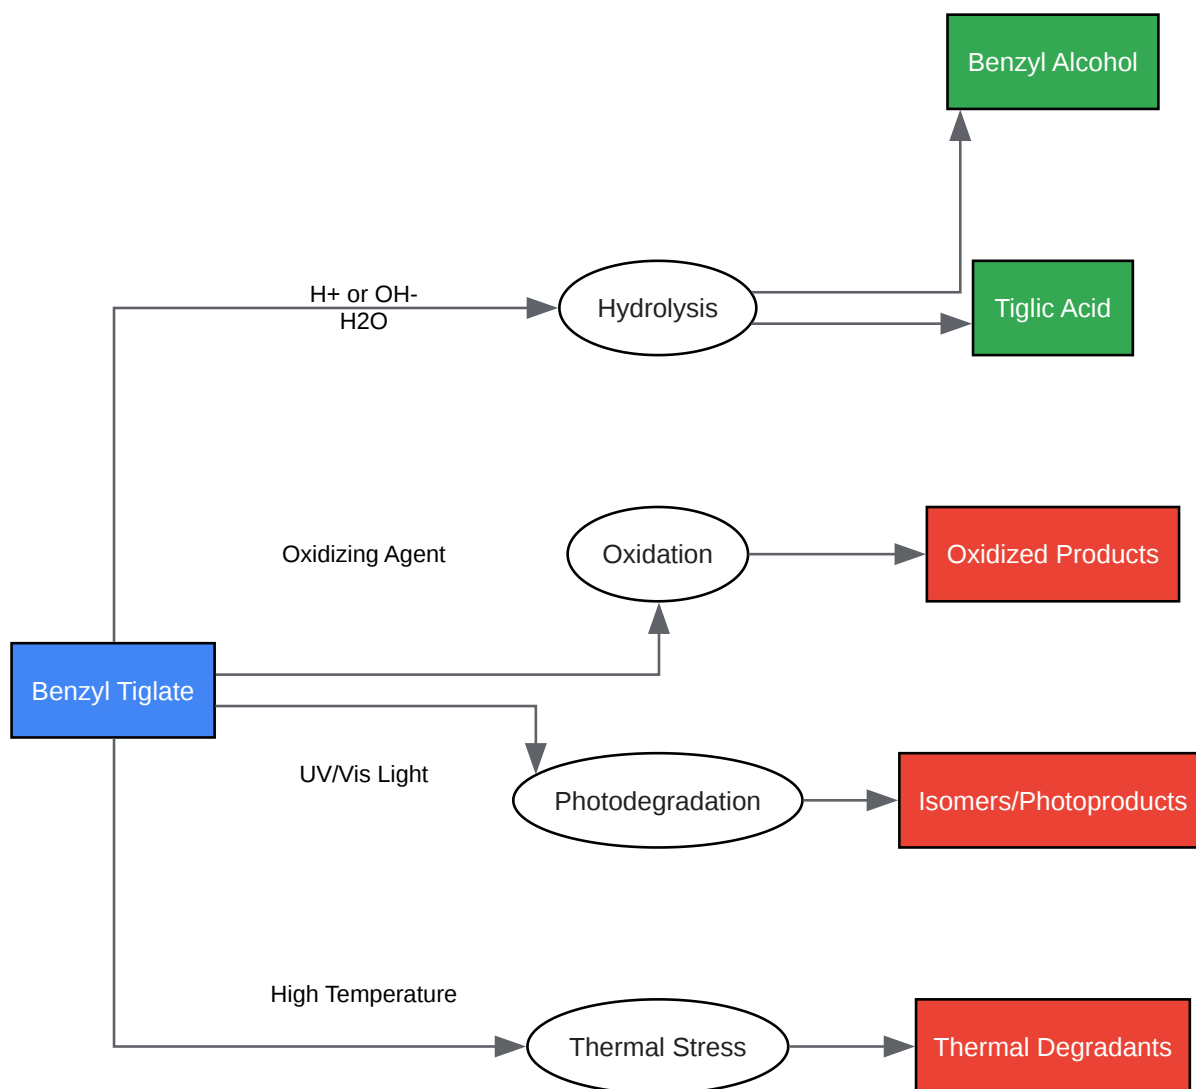 Benzyl Alcohol
H+ or OH-
H2O
Hydrolysis
Tiglic Acid
Oxidizing Agent
Oxidation
Oxidized Products
Benzyl Tiglate
UV/Vis Light
Photodegradation
Isomers/Photoproducts
High Temperature
Thermal Stress
Thermal Degradants